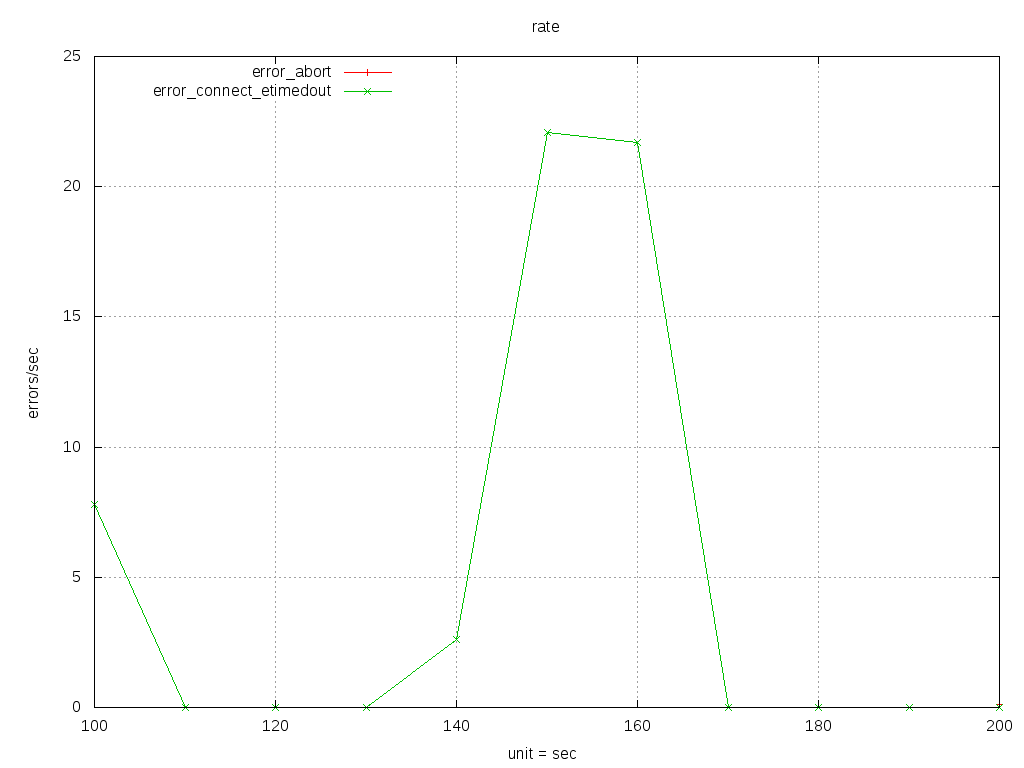 rate
25
20
15
10
5
0
errors/sec
error_abort
error_connect_etimedout
100 120 140 160 180 200
unit = sec